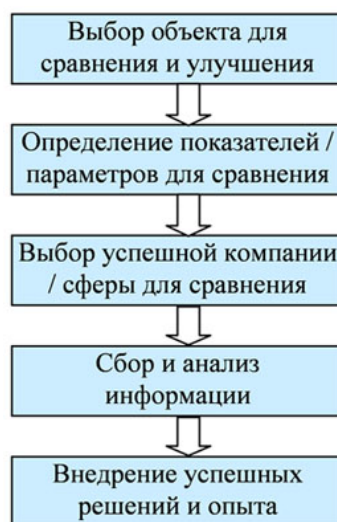 Выбор объекта для
сравнения и улучшения
Определение показателей /
параметров для сравнения
Выбор успешной компании
/ сферы для сравнения
Сбор и анализ
информации
Внедрение успешных
решений и опыта